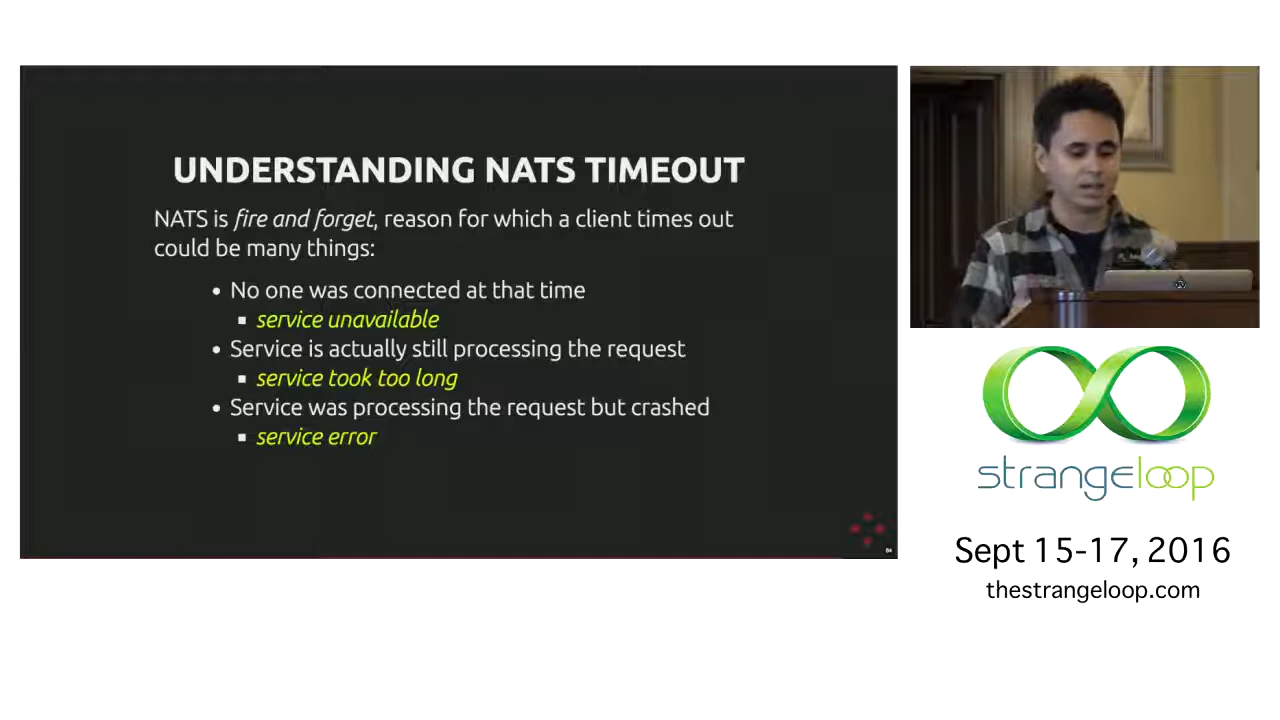 UNDERSTANDING NATS TIMEOUT
NATS is fire and forget, reason for which a client times out
could be many things:
• No one was connected at that time
▪ service unavailable
• Service is actually still processing the request
▪ service took too long
• Service was processing the request but crashed
▪ service error
64
strangeloop
Sept 15-17, 2016
thestrangeloop.com